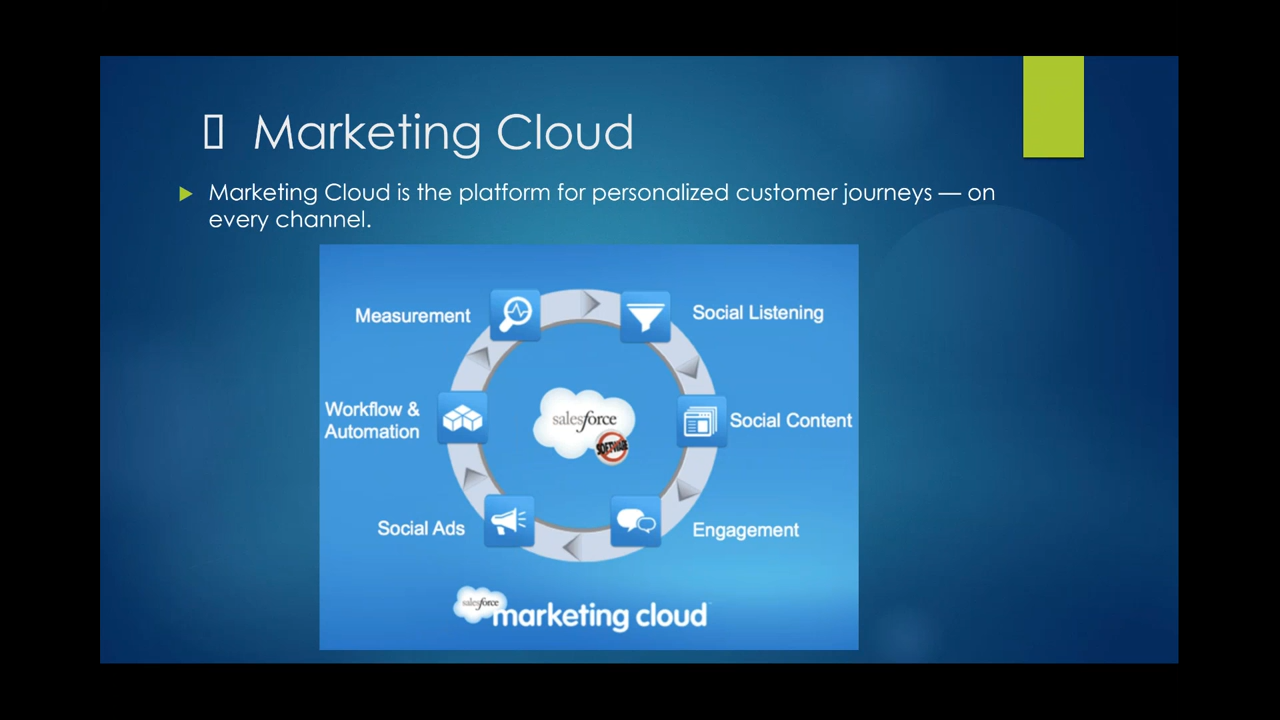 Marketing Cloud
Marketing Cloud is the platform for personalized customer journeys — on
every channel.
Measurement
Social Listening
Workflow &
Automation
salesforce
SOFTWARE
Social Content
Social Ads
Engagement
salesforce
marketing cloud